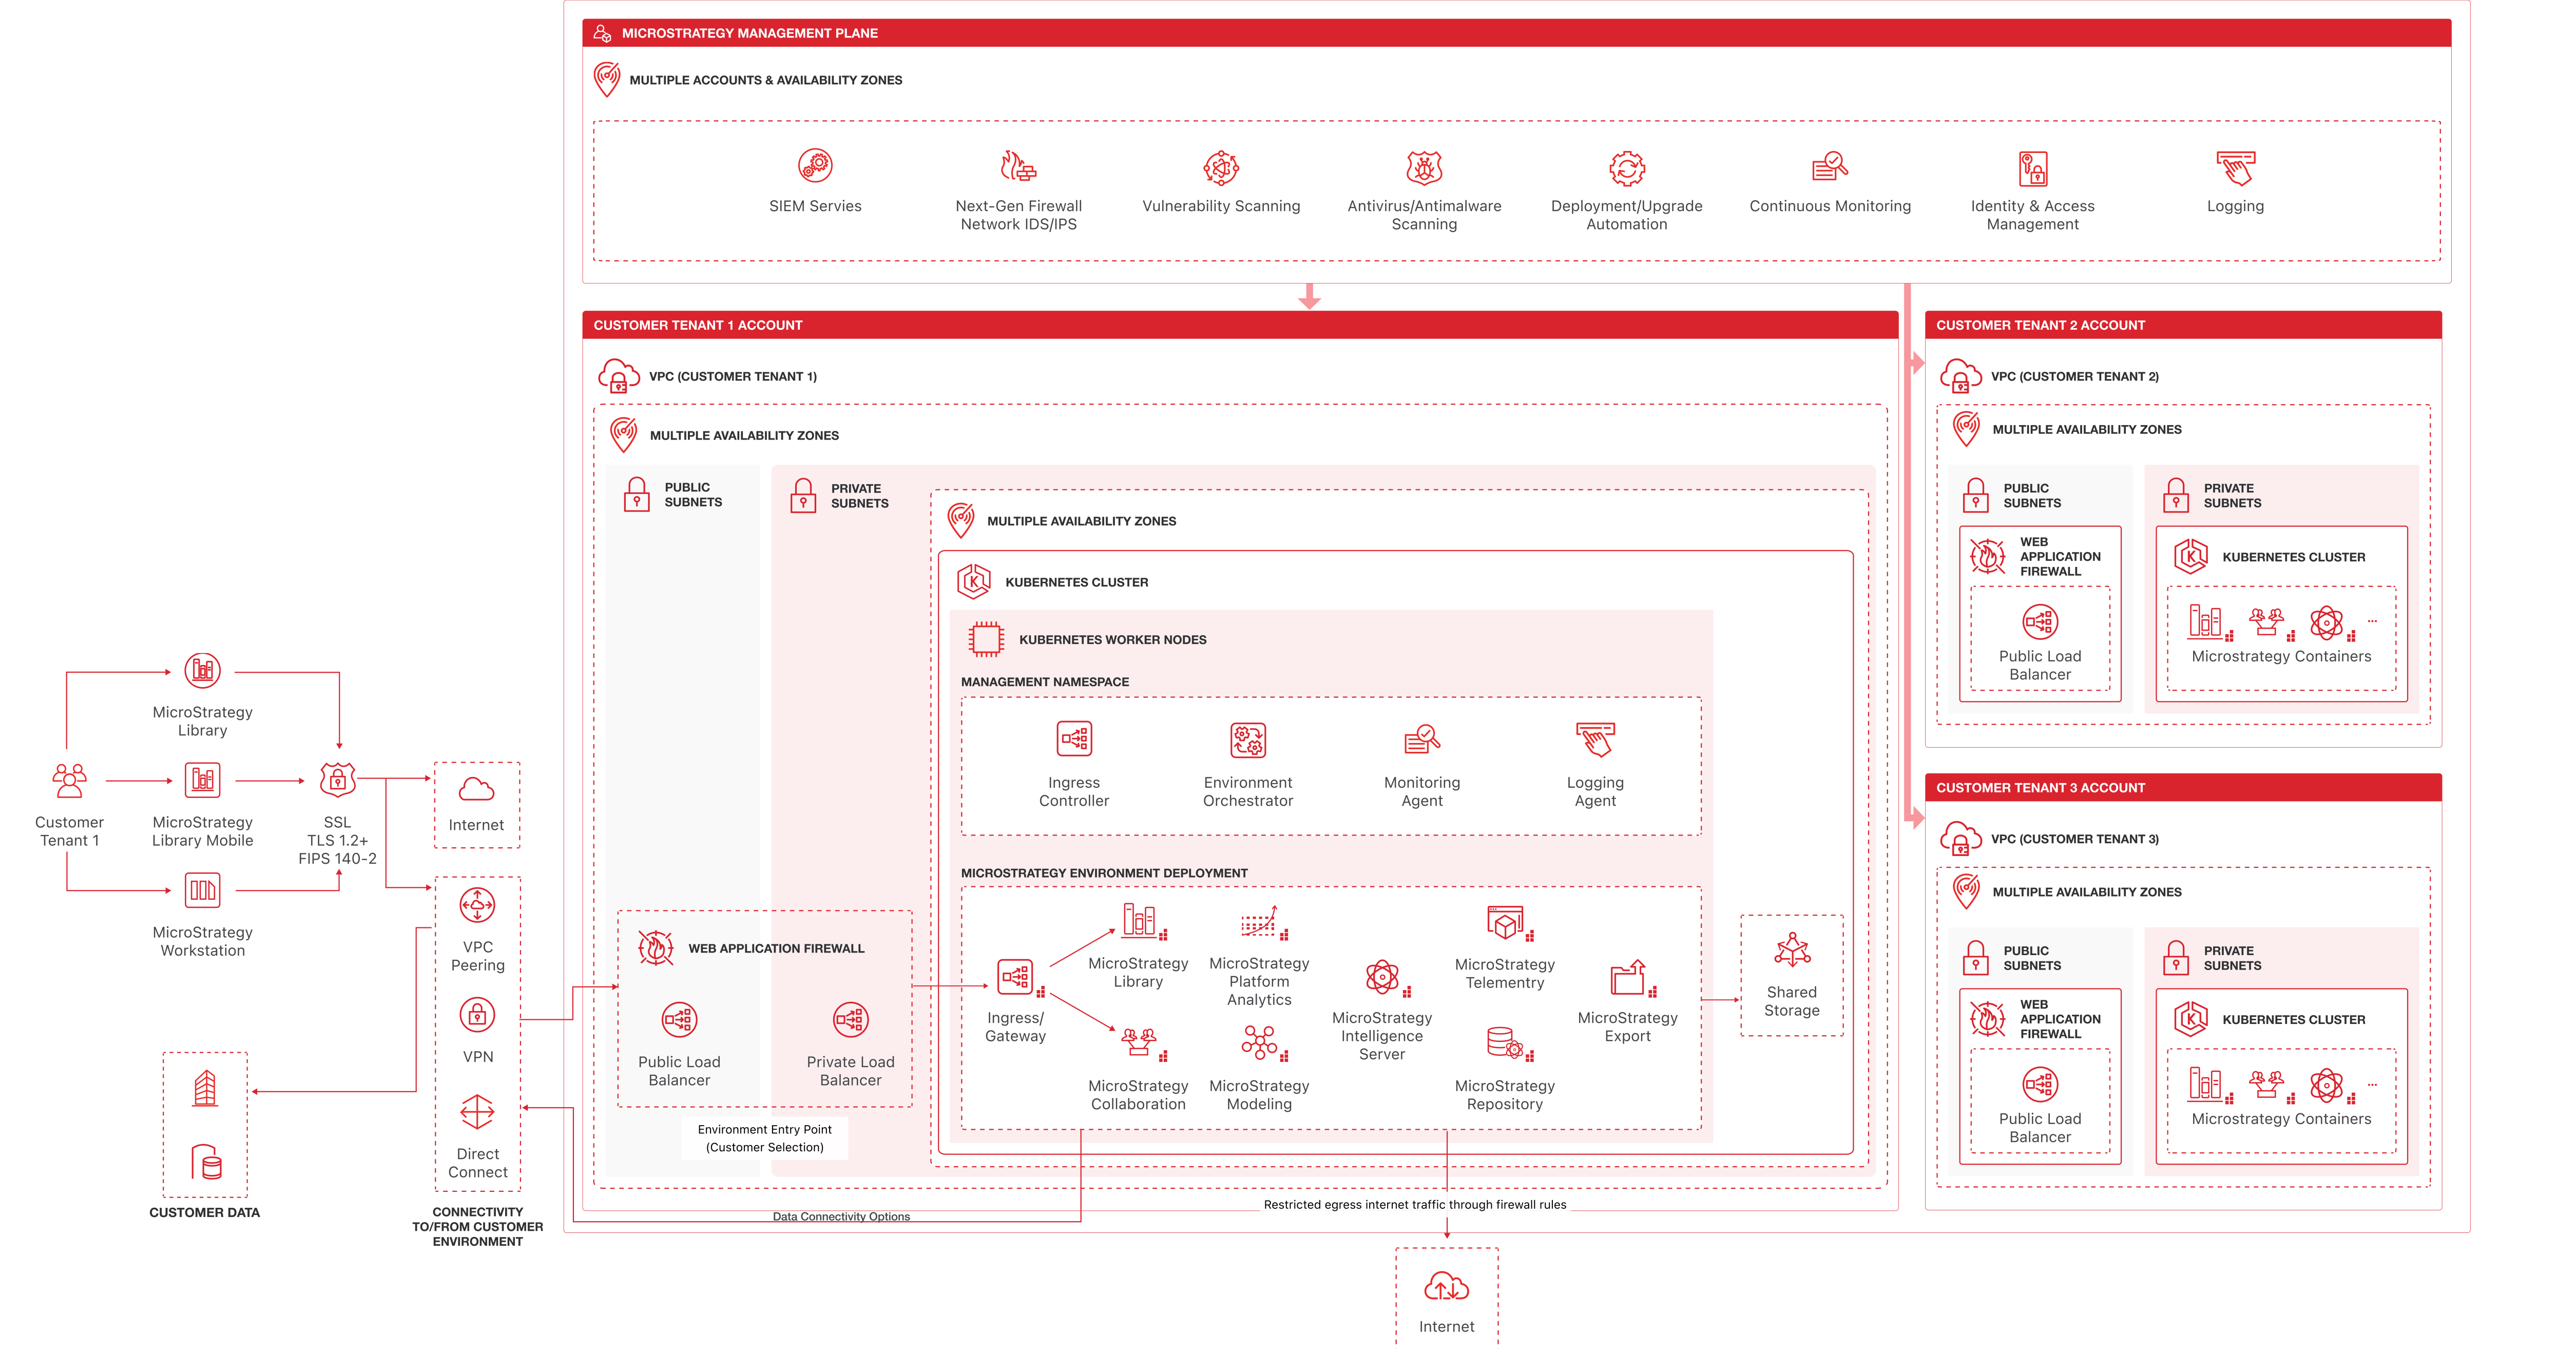 MICROSTRATEGY MANAGEMENT PLANE
MULTIPLE ACCOUNTS & AVAILABILITY ZONES
SIEM Servies
Next-Gen Firewall
Network IDS/IPS
Vulnerability Scanning
Antivirus/Antimalware
Scanning
Deployment/Upgrade
Automation
Continuous Monitoring
Identity & Access
Management
Logging
CUSTOMER TENANT 1 ACCOUNT
VPC (CUSTOMER TENANT 1)
MULTIPLE AVAILABILITY ZONES
PUBLIC
SUBNETS
PRIVATE
SUBNETS
MULTIPLE AVAILABILITY ZONES
KUBERNETES CLUSTER
KUBERNETES WORKER NODES
MANAGEMENT NAMESPACE
Ingress
Controller
Environment
Orchestrator
Monitoring
Agent
Logging
Agent
MICROSTRATEGY ENVIRONMENT DEPLOYMENT
Ingress/
Gateway
MicroStrategy
Library
MicroStrategy
Collaboration
MicroStrategy
Platform
Analytics
MicroStrategy
Modeling
MicroStrategy
Intelligence
Server
MicroStrategy
Telementry
MicroStrategy
Repository
MicroStrategy
Export
Shared
Storage
WEB APPLICATION FIREWALL
Public Load
Balancer
Private Load
Balancer
Environment Entry Point
(Customer Selection)
Data Connectivity Options
Restricted egress internet traffic through firewall rules
Internet
CUSTOMER TENANT 2 ACCOUNT
VPC (CUSTOMER TENANT 2)
MULTIPLE AVAILABILITY ZONES
PUBLIC
SUBNETS
WEB
APPLICATION
FIREWALL
Public Load
Balancer
PRIVATE
SUBNETS
KUBERNETES CLUSTER
...
Microstrategy Containers
CUSTOMER TENANT 3 ACCOUNT
VPC (CUSTOMER TENANT 3)
MULTIPLE AVAILABILITY ZONES
PUBLIC
SUBNETS
WEB
APPLICATION
FIREWALL
Public Load
Balancer
PRIVATE
SUBNETS
KUBERNETES CLUSTER
...
Microstrategy Containers
Customer
Tenant 1
MicroStrategy
Library
MicroStrategy
Library Mobile
MicroStrategy
Workstation
SSL
TLS 1.2+
FIPS 140-2
Internet
VPC
Peering
VPN
Direct
Connect
CONNECTIVITY
TO/FROM CUSTOMER
ENVIRONMENT
CUSTOMER DATA